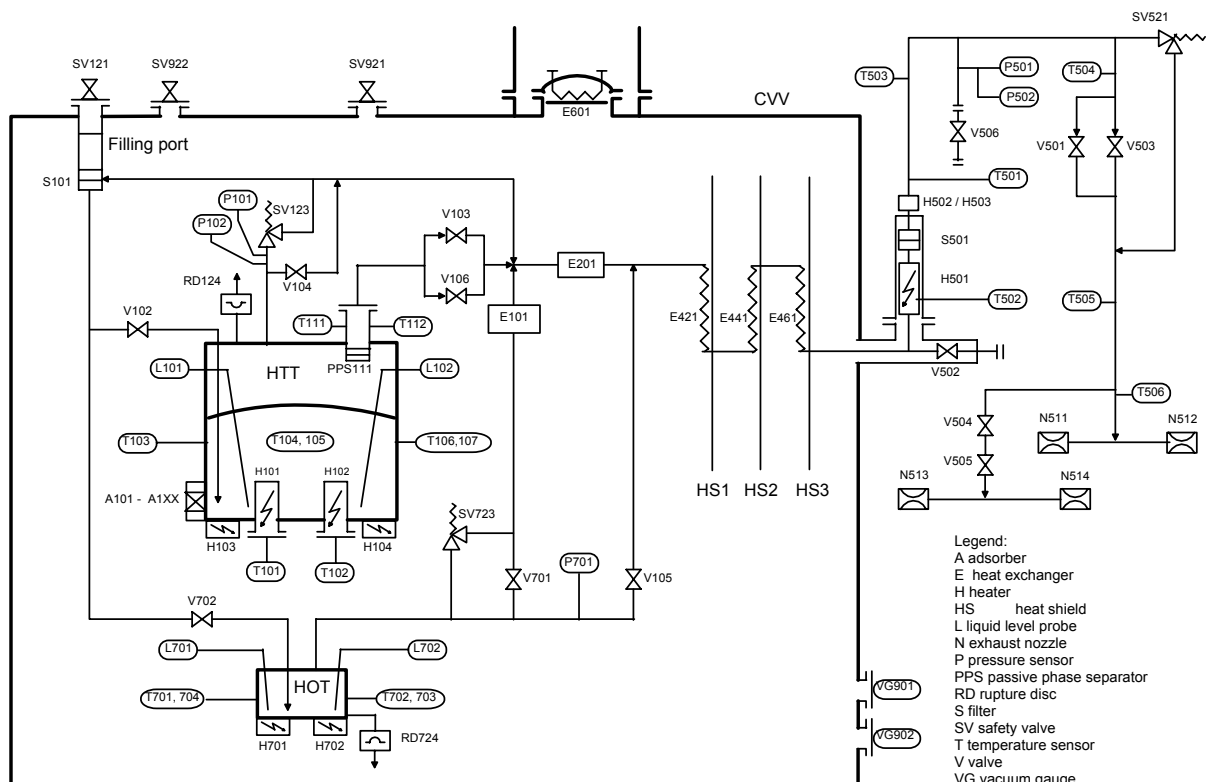 SV121
SV922
SV921
E601
CVV
SV521
T503
P501
P502
T504
V506
V501
V503
Filling port
S101
P101
P102
SV123
V103
V104
V106
RD124
V102
T111
T112
PPS111
E101
E201
E421
E441
E461
T501
H502 / H503
S501
H501
T502
T505
V502
HTT
L101
L102
T103
T104, 105
T106,107
H101
H102
A101 - A1XX
H103
H104
T101
T102
HS1
HS2
HS3
SV723
V701
P701
V105
V702
L701
L702
T701, 704
HOT
T702, 703
H701
H702
RD724
T506
V504
V505
N511
N512
N513
N514
VG901
VG902
Legend:
A adsorber
E heat exchanger
H heater
HS heat shield
L liquid level probe
N exhaust nozzle
P pressure sensor
PPS passive phase separator
RD rupture disc
S filter
SV safety valve
T temperature sensor
V valve
VG vacuum gauge